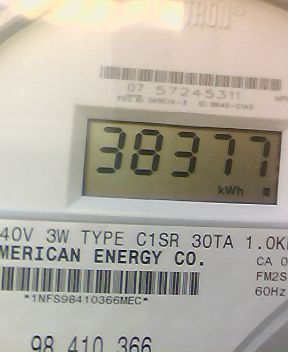 TRON
07 57245311
38377
kWh
40V 3W TYPE C1SR 30TA 1.0K
MERICAN ENERGY CO.
CA 0
FM2S
60Hz
*1NFS98410366MEC*
98 410 366